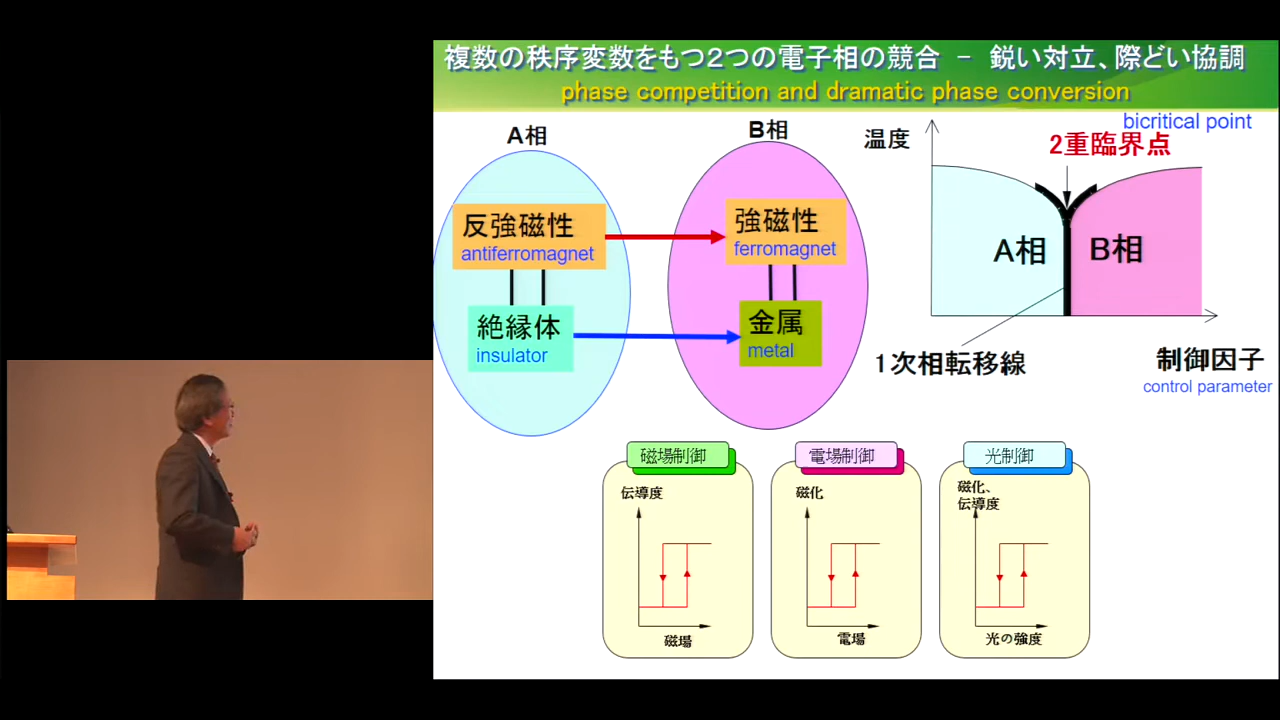 複数の秩序変数をもつ２つの電子相の競合 － 鋭い対立、際どい協調
phase competition and dramatic phase conversion
A相
B相
反強磁性
antiferromagnet
絶縁体
insulator
強磁性
ferromagnet
金属
metal
温度
bicritical point
2重臨界点
A相
B相
1次相転移線
制御因子
control parameter
磁場制御
伝導度
磁場
電場制御
磁化
電場
光制御
磁化、
伝導度
光の強度